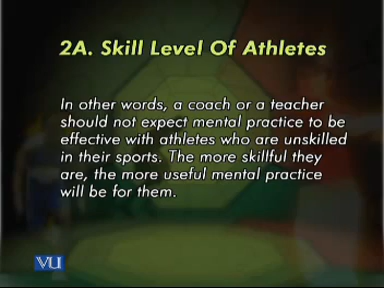 2A. Skill Level Of Athletes
In other words, a coach or a teacher
should not expect mental practice to be
effective with athletes who are unskilled
in their sports. The more skillful they
are, the more useful mental practice
will be for them.
VU